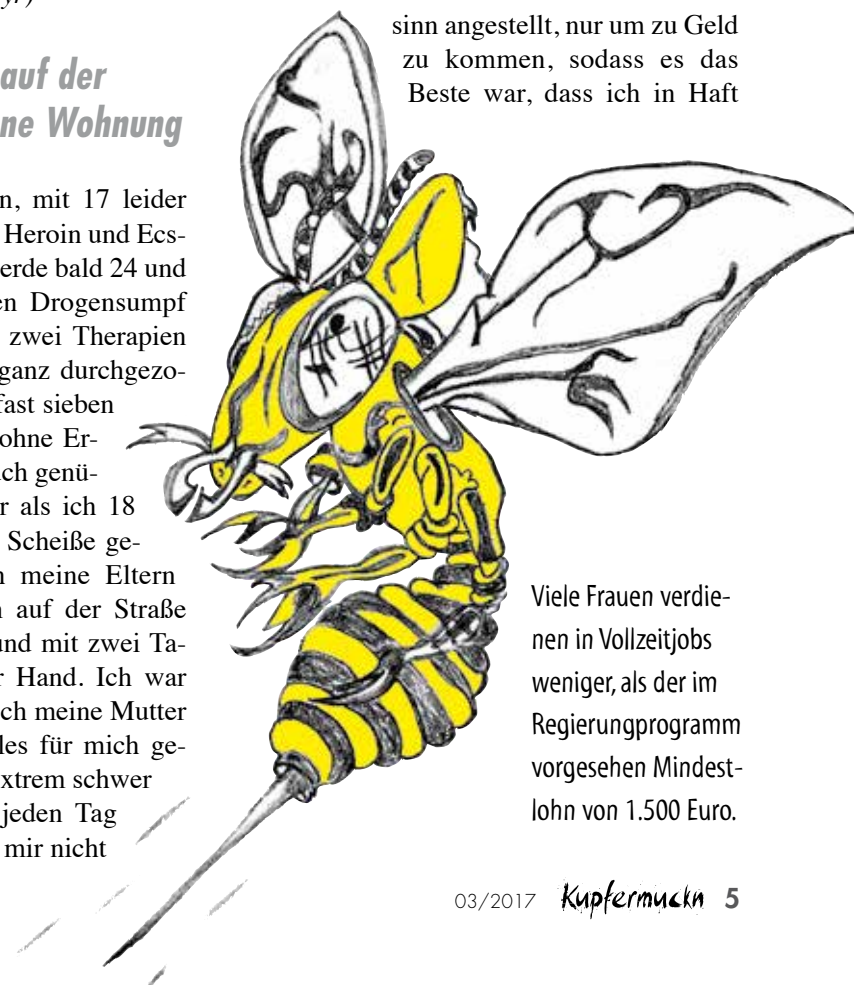 yr)
auf der
ne Wohnung
n, mit 17 leider
Heroin und Ecs-
erde bald 24 und
en Drogensumpf
zwei Therapien
ganz durchgezo-
fast sieben
ohne Er-
ch genü-
r als ich 18
Scheiße ge-
n meine Eltern
n auf der Straße
und mit zwei Ta-
r Hand. Ich war
ch meine Mutter
les für mich ge-
xtrem schwer
jeden Tag
mir nicht
sinn angestellt, nur um zu Geld
zu kommen, sodass es das
Beste war, dass ich in Haft
Viele Frauen verdie-
nen in Vollzeitjobs
weniger, als der im
Regierungprogramm
vorgesehen Mindest-
lohn von 1.500 Euro.
03/2017 Kupfermuckn 5